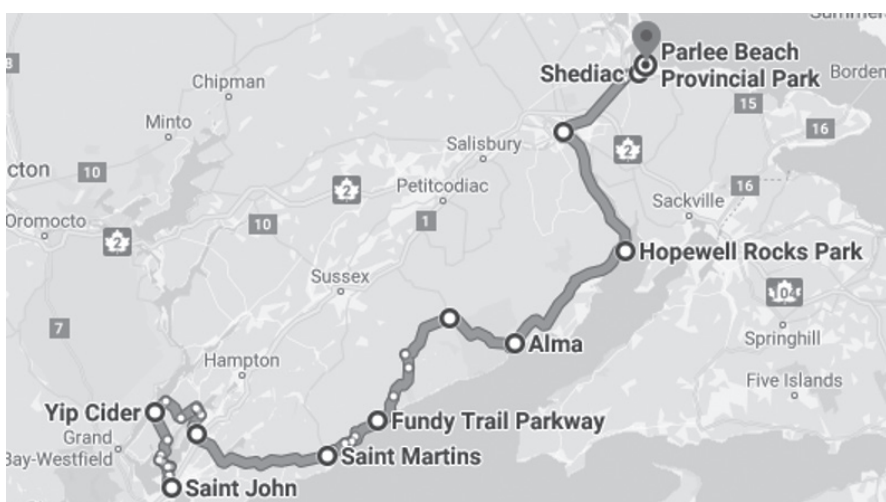 Summers
Parlee Beach
Provincial Park
Shediac
Borden
15
Chipman
Minto
Salisbury
2
16
cton
10
Petitcodiac
2
16
Sackville
Oromocto
2
10
1
Hopewell Rocks Park
Sussex
104
7
Alma
Springhill
Hampton
Five Islands
Yip Cider
Fundy Trail Parkway
Grand
Bay-Westfield
Saint Martins
Saint John